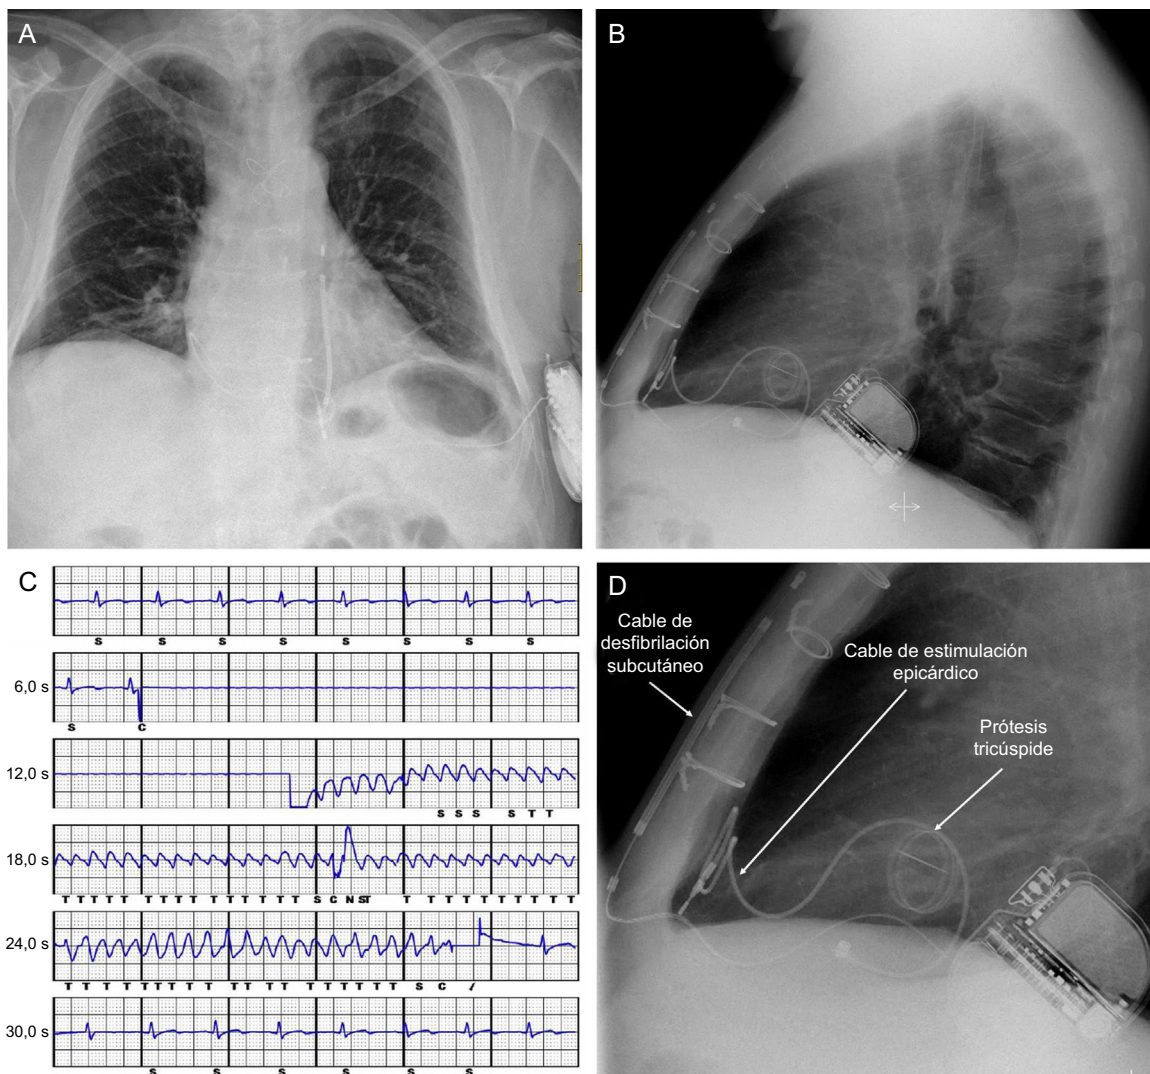 A
B
C
S S S S S S S S
6,0 s
S C
12,0 s
S S S S T T
18,0 s
T T T T T T T T T T T T T T T S C N S T T T T T T T T T T T
24,0 s
T T T T T T T T T T T T T T T T T T T T S C /
30,0 s
S S S S S S
D
Cable de
desfibrilación
subcutáneo
Cable de estimulación
epicárdico
Prótesis
tricúspide